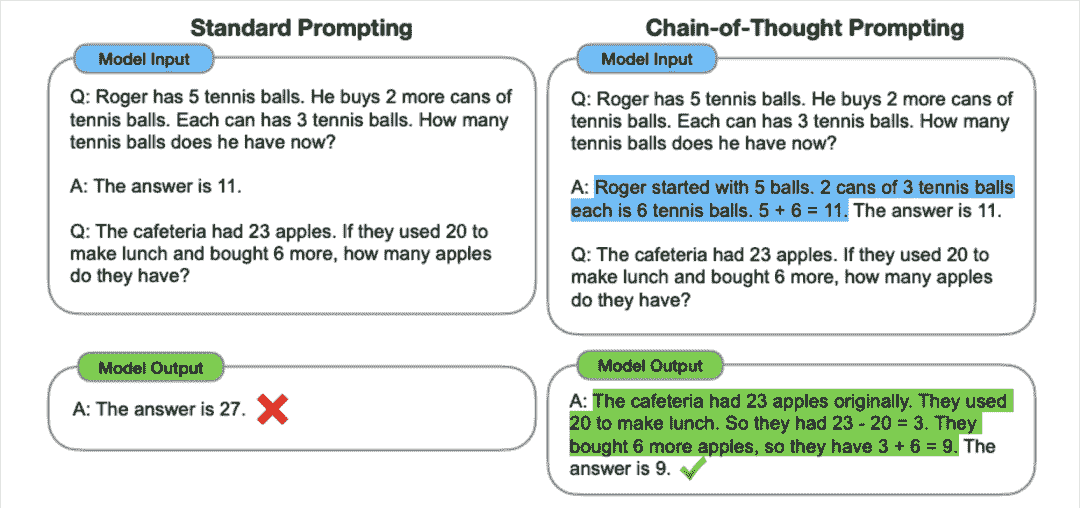 Standard Prompting
Model Input
Q: Roger has 5 tennis balls. He buys 2 more cans of
tennis balls. Each can has 3 tennis balls. How many
tennis balls does he have now?
A: The answer is 11.
Q: The cafeteria had 23 apples. If they used 20 to
make lunch and bought 6 more, how many apples
do they have?
Model Output
A: The answer is 27.
Chain-of-Thought Prompting
Model Input
Q: Roger has 5 tennis balls. He buys 2 more cans of
tennis balls. Each can has 3 tennis balls. How many
tennis balls does he have now?
A: Roger started with 5 balls. 2 cans of 3 tennis balls
each is 6 tennis balls. 5 + 6 = 11. The answer is 11.
Q: The cafeteria had 23 apples. If they used 20 to
make lunch and bought 6 more, how many apples
do they have?
Model Output
A: The cafeteria had 23 apples originally. They used
20 to make lunch. So they had 23 - 20 = 3. They
bought 6 more apples, so they have 3 + 6 = 9. The
answer is 9.